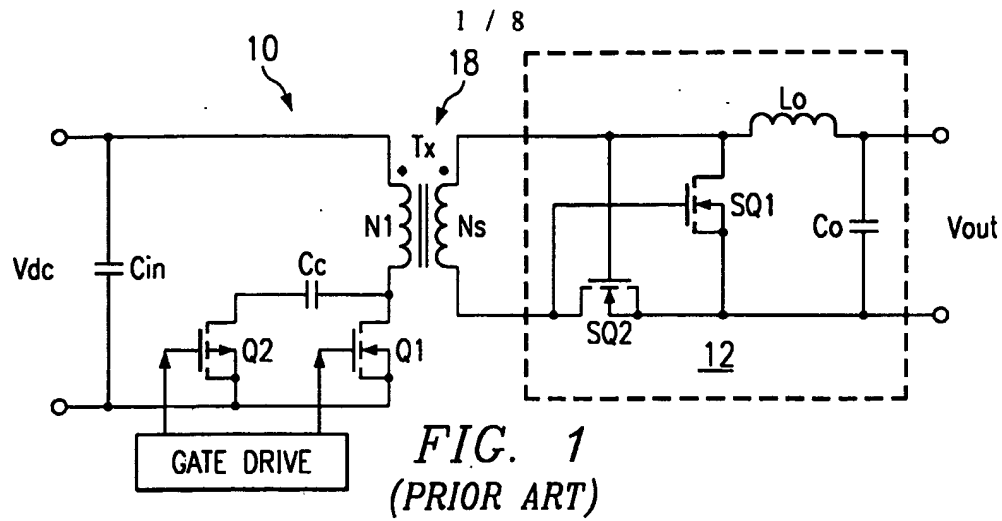 1 / 8
10
18
Lo
Tx
N1
Ns
SQ1
Co
Vout
Vdc
Cin
Cc
Q2
Q1
SQ2
12
GATE DRIVE
FIG. 1
(PRIOR ART)